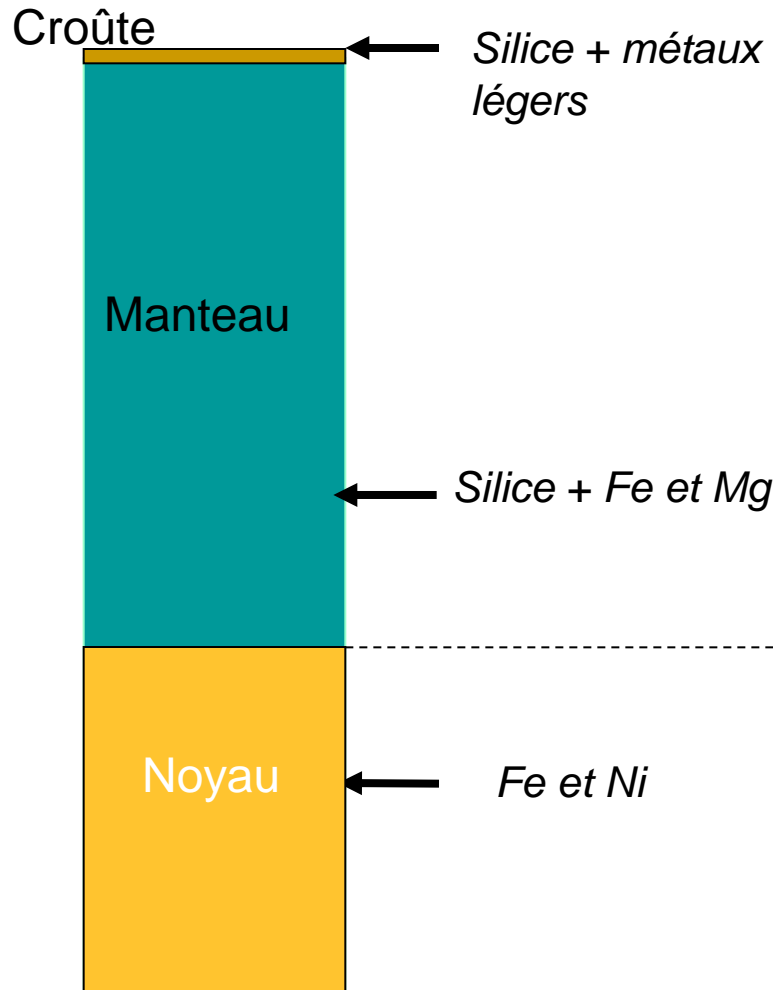 Croûte
Silice + métaux
légers
Manteau
Silice + Fe et Mg
Noyau
Fe et Ni